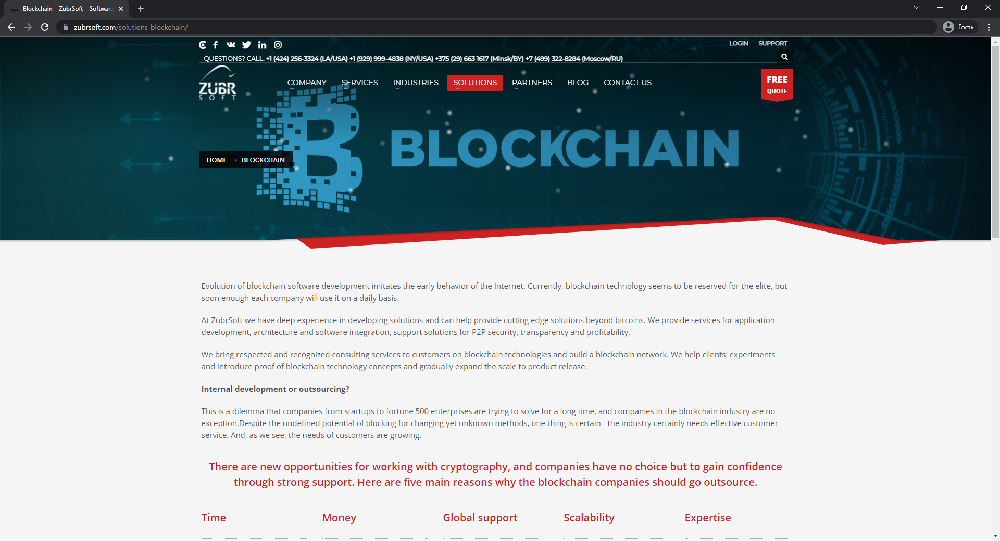 Blockchain – ZubrSoft – Software
zubrsoft.com/solutions-blockchain/
Гость
LOGIN SUPPORT
QUESTIONS? CALL: +1 (424) 256-3324 (LA/USA) +1 (929) 999-4838 (NY/USA) +375 (29) 663 1617 (Minsk/BY) +7 (499) 322-8284 (Moscow/RU)
ZUBR
SOFT
COMPANY SERVICES INDUSTRIES SOLUTIONS PARTNERS BLOG CONTACT US
FREE
QUOTE
BLOCKCHAIN
HOME BLOCKCHAIN
Evolution of blockchain software development imitates the early behavior of the Internet. Currently, blockchain technology seems to be reserved for the elite, but
soon enough each company will use it on a daily basis.
At ZubrSoft we have deep experience in developing solutions and can help provide cutting edge solutions beyond bitcoins. We provide services for application
development, architecture and software integration, support solutions for P2P security, transparency and profitability.
We bring respected and recognized consulting services to customers on blockchain technologies and build a blockchain network. We help clients' experiments
and introduce proof of blockchain technology concepts and gradually expand the scale to product release.
Internal development or outsourcing?
This is a dilemma that companies from startups to fortune 500 enterprises are trying to solve for a long time, and companies in the blockchain industry are no
exception.Despite the undefined potential of blocking for changing yet unknown methods, one thing is certain - the industry certainly needs effective customer
service. And, as we see, the needs of customers are growing.
There are new opportunities for working with cryptography, and companies have no choice but to gain confidence
through strong support. Here are five main reasons why the blockchain companies should go outsource.
Time Money Global support Scalability Expertise